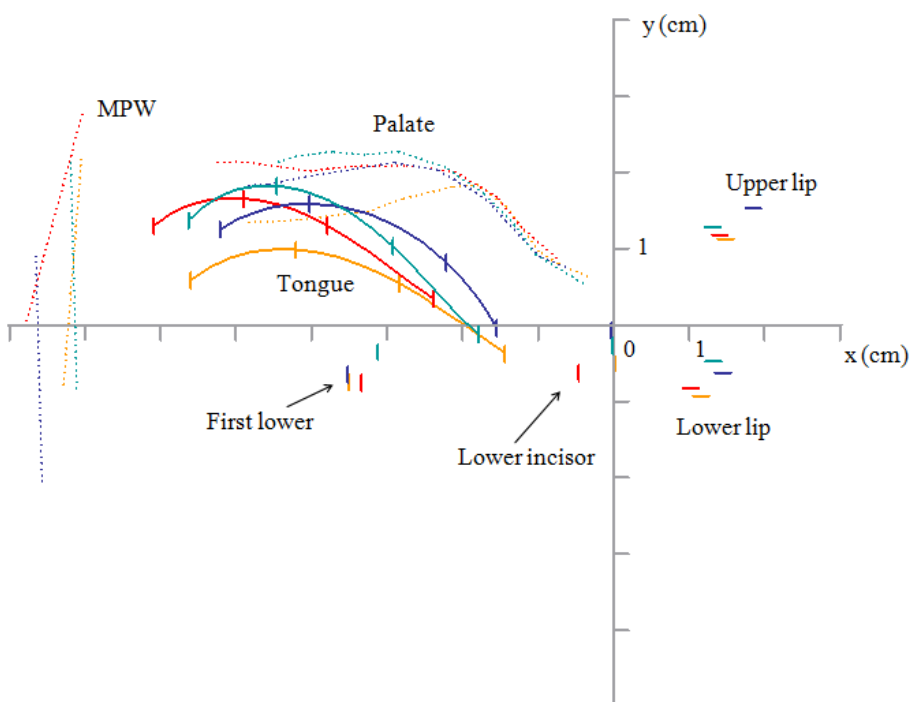 y (cm)
MPW
Palate
Upper lip
1
Tongue
0
1
x (cm)
First lower
Lower lip
Lower incisor